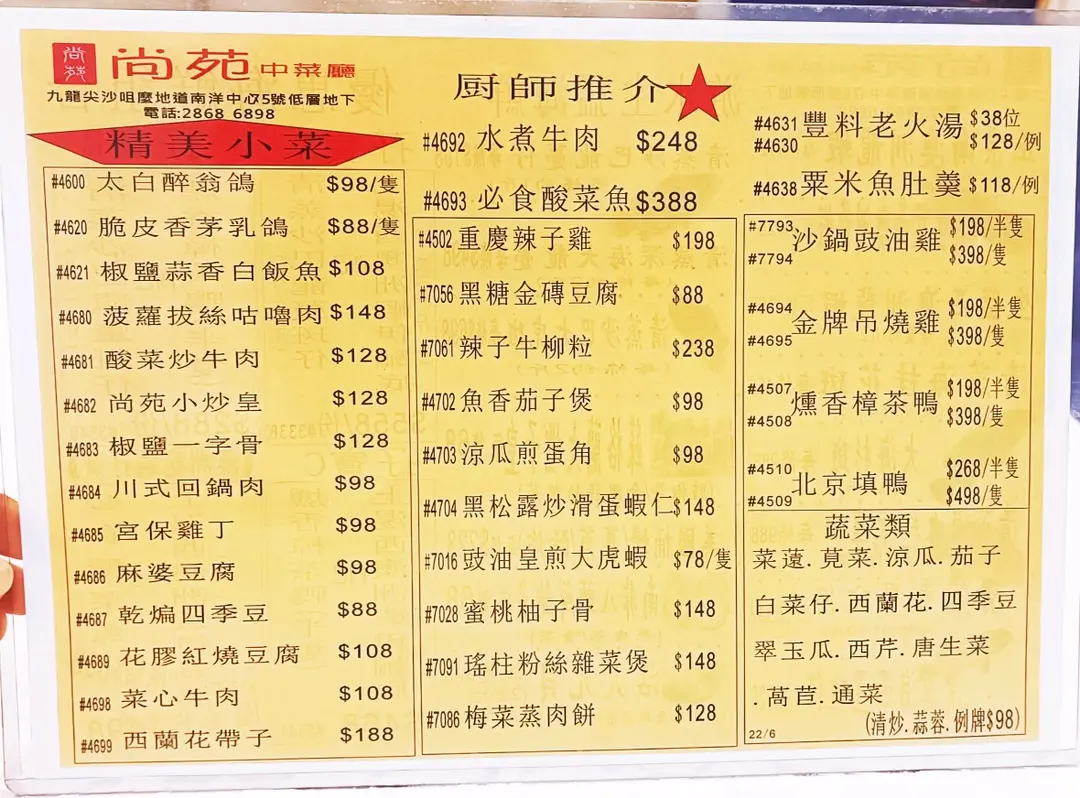 尚苑
尚苑中菜廳
九龍尖沙咀麼地道南洋中心5號低層地下
電話:2868 6898
精美小菜
#4600 太白醉翁鴿 $98/隻
#4620 脆皮香茅乳鴿 $88/隻
#4621 椒鹽蒜香白飯魚 $108
#4680 菠蘿拔絲咕嚕肉 $148
#4681 酸菜炒牛肉 $128
#4682 尚苑小炒皇 $128
#4683 椒鹽一字骨 $128
#4684 川式回鍋肉 $98
#4685 宮保雞丁 $98
#4686 麻婆豆腐 $98
#4687 乾煸四季豆 $88
#4689 花膠紅燒豆腐 $108
#4698 菜心牛肉 $108
#4699 西蘭花帶子 $188
厨師推介
#4692 水煮牛肉 $248
#4693 必食酸菜魚 $388
#4502 重慶辣子雞 $198
#7056 黑糖金磚豆腐 $88
#7061 辣子牛柳粒 $238
#4702 魚香茄子煲 $98
#4703 涼瓜煎蛋角 $98
#4704 黑松露炒滑蛋蝦仁 $148
#7016 豉油皇煎大虎蝦 $78/隻
#7028 蜜桃柚子骨 $148
#7091 瑤柱粉絲雜菜煲 $148
#7086 梅菜蒸肉餅 $128
#4631 豐料老火湯 $38位
#4630 $128/例
#4638 粟米魚肚羹 $118/例
#7793 沙鍋豉油雞 $198/半隻
#7794 $398/隻
#4694 金牌吊燒雞 $198/半隻
#4695 $398/隻
#4507 燻香樟茶鴨 $198/半隻
#4508 $398/隻
#4510 北京填鴨 $268/半隻
#4509 $498/隻
蔬菜類
菜薳. 莧菜. 涼瓜. 茄子
白菜仔. 西蘭花. 四季豆
翠玉瓜. 西芹. 唐生菜
. 萵苣. 通菜
(清炒. 蒜蓉. 例牌$98)
22/6